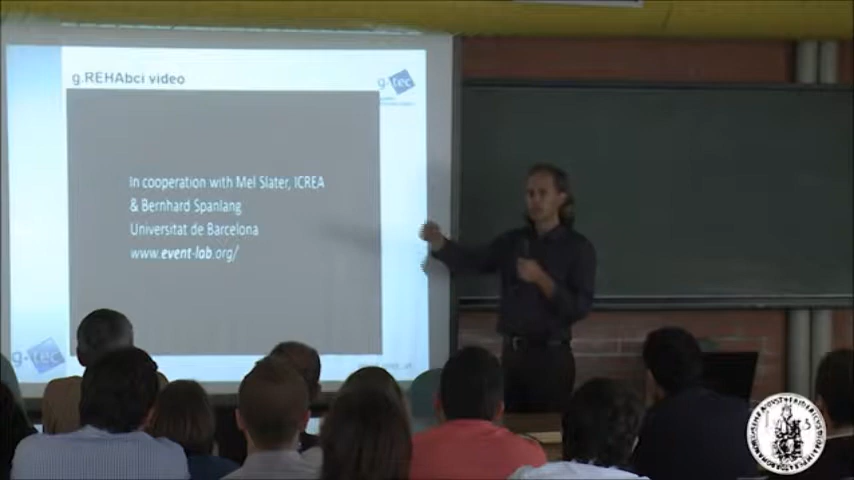 g.REHAbci video
g.tec
In cooperation with Mel Slater, ICREA
& Bernhard Spanlang
Universitat de Barcelona
www.event-lab.org/
g.tec